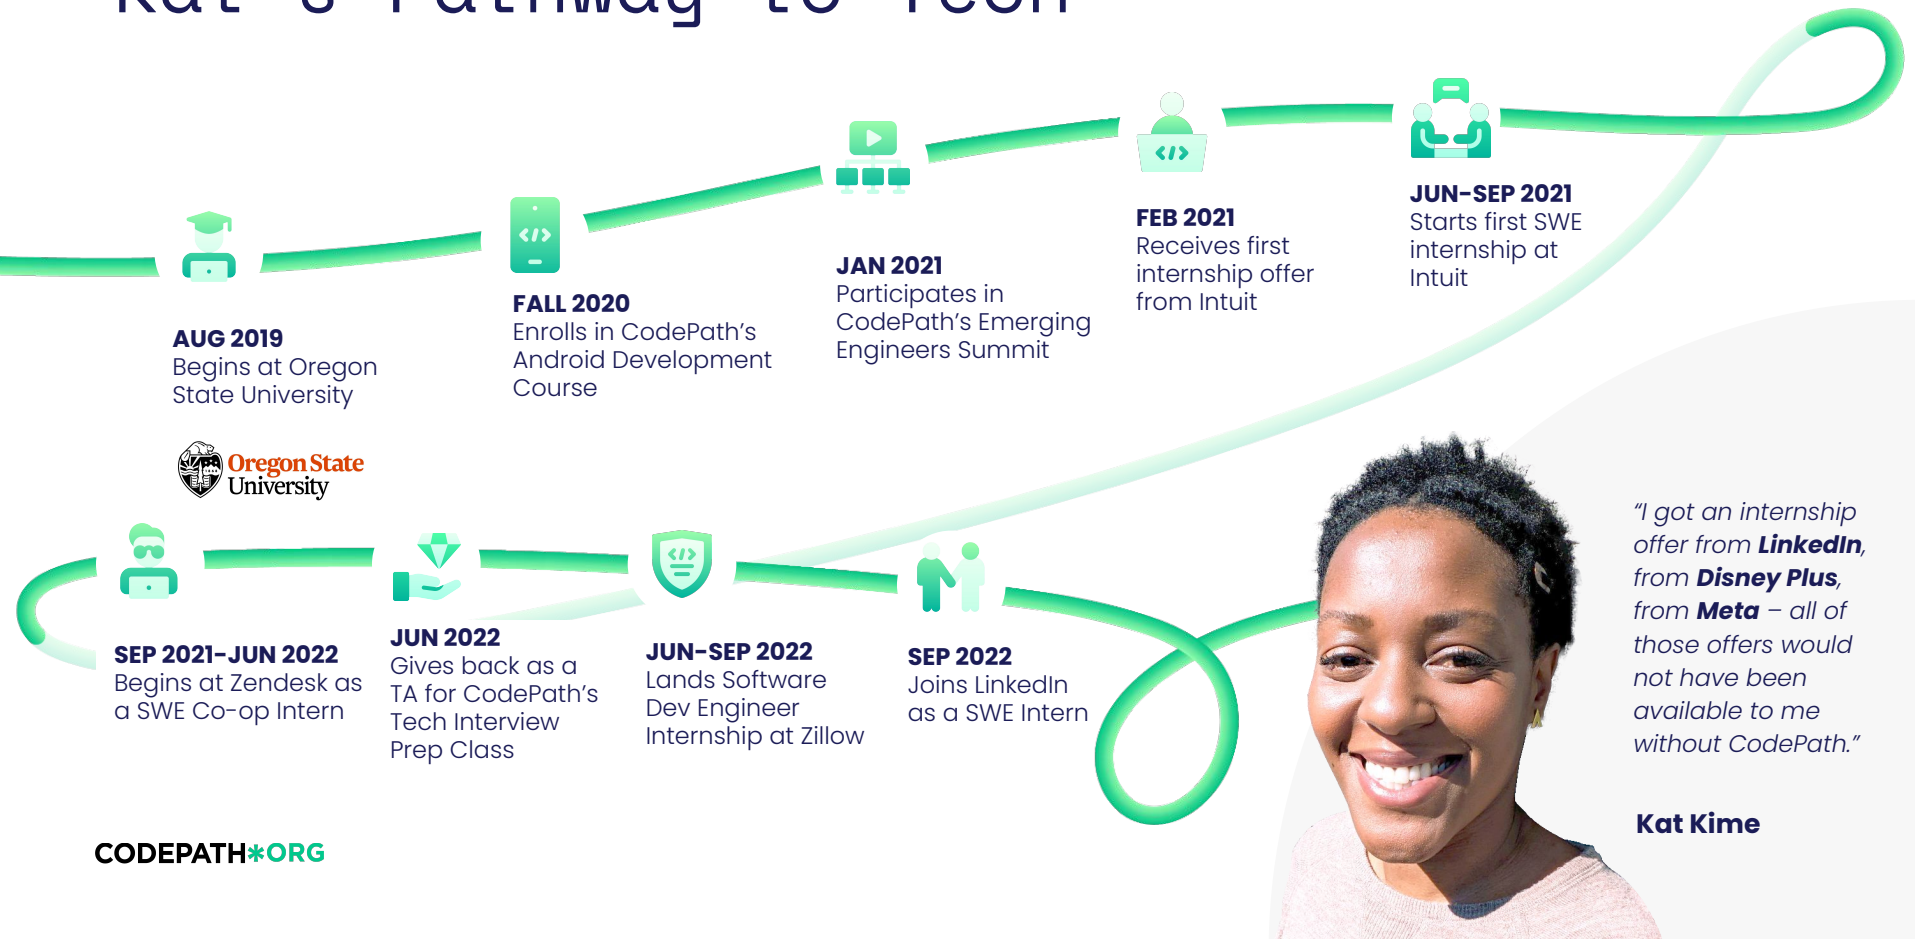 Kat's Pathway to Tech
AUG 2019
Begins at Oregon
State University
Oregon State
University
FALL 2020
Enrolls in CodePath’s
Android Development
Course
JAN 2021
Participates in
CodePath’s Emerging
Engineers Summit
FEB 2021
Receives first
internship offer
from Intuit
JUN-SEP 2021
Starts first SWE
internship at
Intuit
SEP 2021-JUN 2022
Begins at Zendesk as
a SWE Co-op Intern
JUN 2022
Gives back as a
TA for CodePath’s
Tech Interview
Prep Class
JUN-SEP 2022
Lands Software
Dev Engineer
Internship at Zillow
SEP 2022
Joins LinkedIn
as a SWE Intern
“I got an internship
offer from LinkedIn,
from Disney Plus,
from Meta – all of
those offers would
not have been
available to me
without CodePath.”
Kat Kime
CODEPATH*ORG